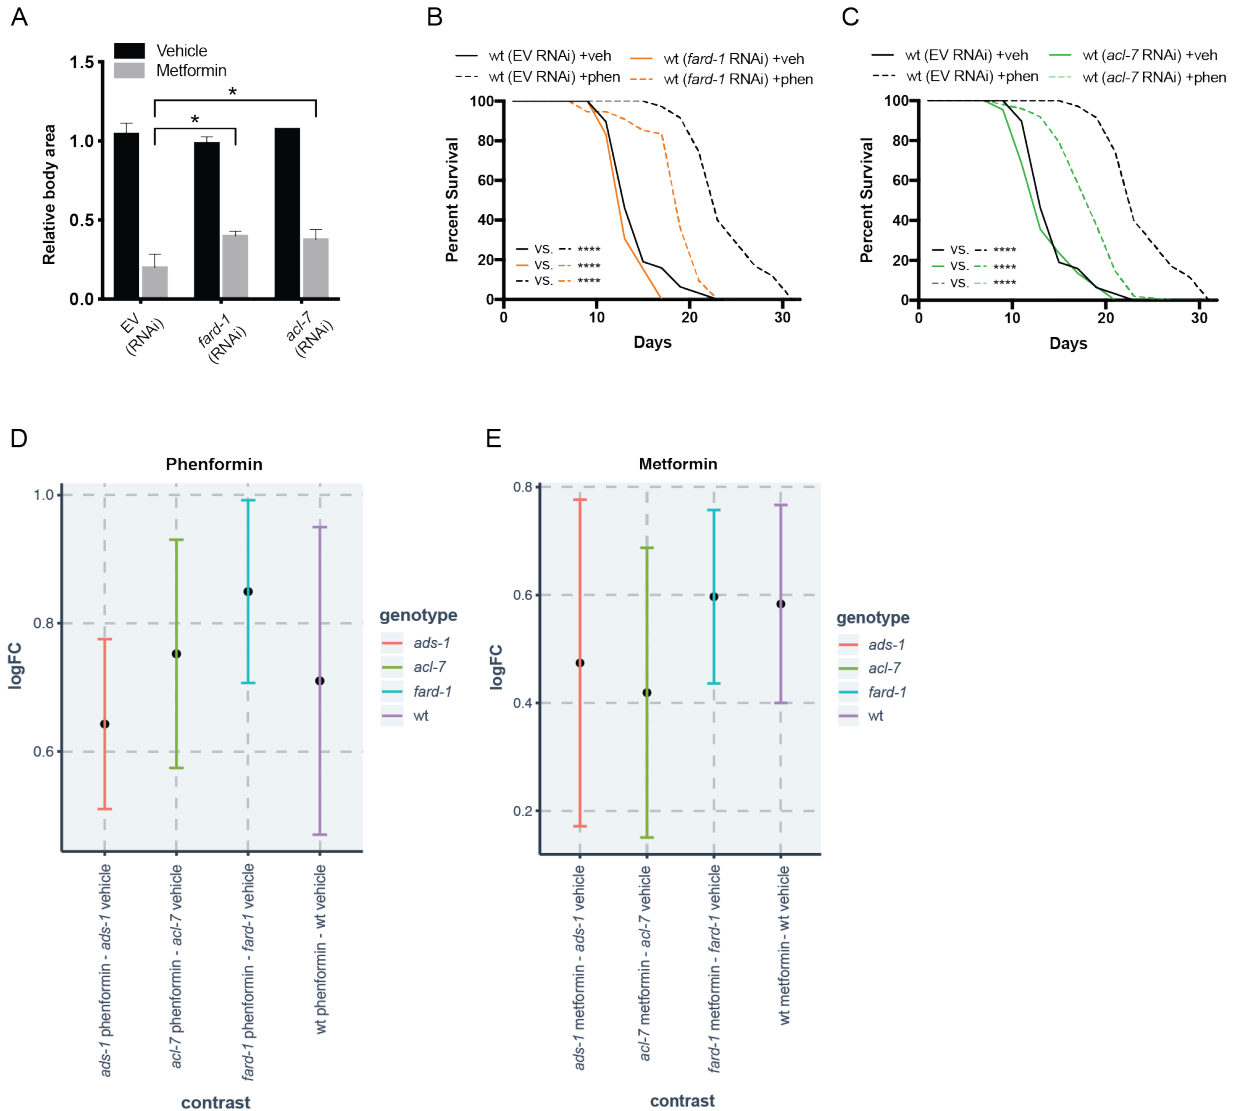 A
Vehicle
Metformin
Relative body area
1.5
1.0
0.5
0.0
*
*
EV
(RNAi)
fard-1
(RNAi)
acl-7
(RNAi)
B
wt (EV RNAi) +veh
wt (fard-1 RNAi) +veh
wt (EV RNAi) +phen
wt (fard-1 RNAi) +phen
Percent Survival
100
80
60
40
20
0
vs. ****
vs. ****
vs. ****
0 10 20 30
Days
C
wt (EV RNAi) +veh
wt (acl-7 RNAi) +veh
wt (EV RNAi) +phen
wt (acl-7 RNAi) +phen
Percent Survival
100
80
60
40
20
0
vs. ****
vs. ****
vs. ****
0 10 20 30
Days
D
Phenformin
logFC
1.0
0.8
0.6
ads-1 phenformin - ads-1 vehicle
acl-7 phenformin - acl-7 vehicle
fard-1 phenformin - fard-1 vehicle
wt phenformin - wt vehicle
contrast
genotype
ads-1
acl-7
fard-1
wt
E
Metformin
logFC
0.8
0.6
0.4
0.2
ads-1 metformin - ads-1 vehicle
acl-7 metformin - acl-7 vehicle
fard-1 metformin - fard-1 vehicle
wt metformin - wt vehicle
contrast
genotype
ads-1
acl-7
fard-1
wt